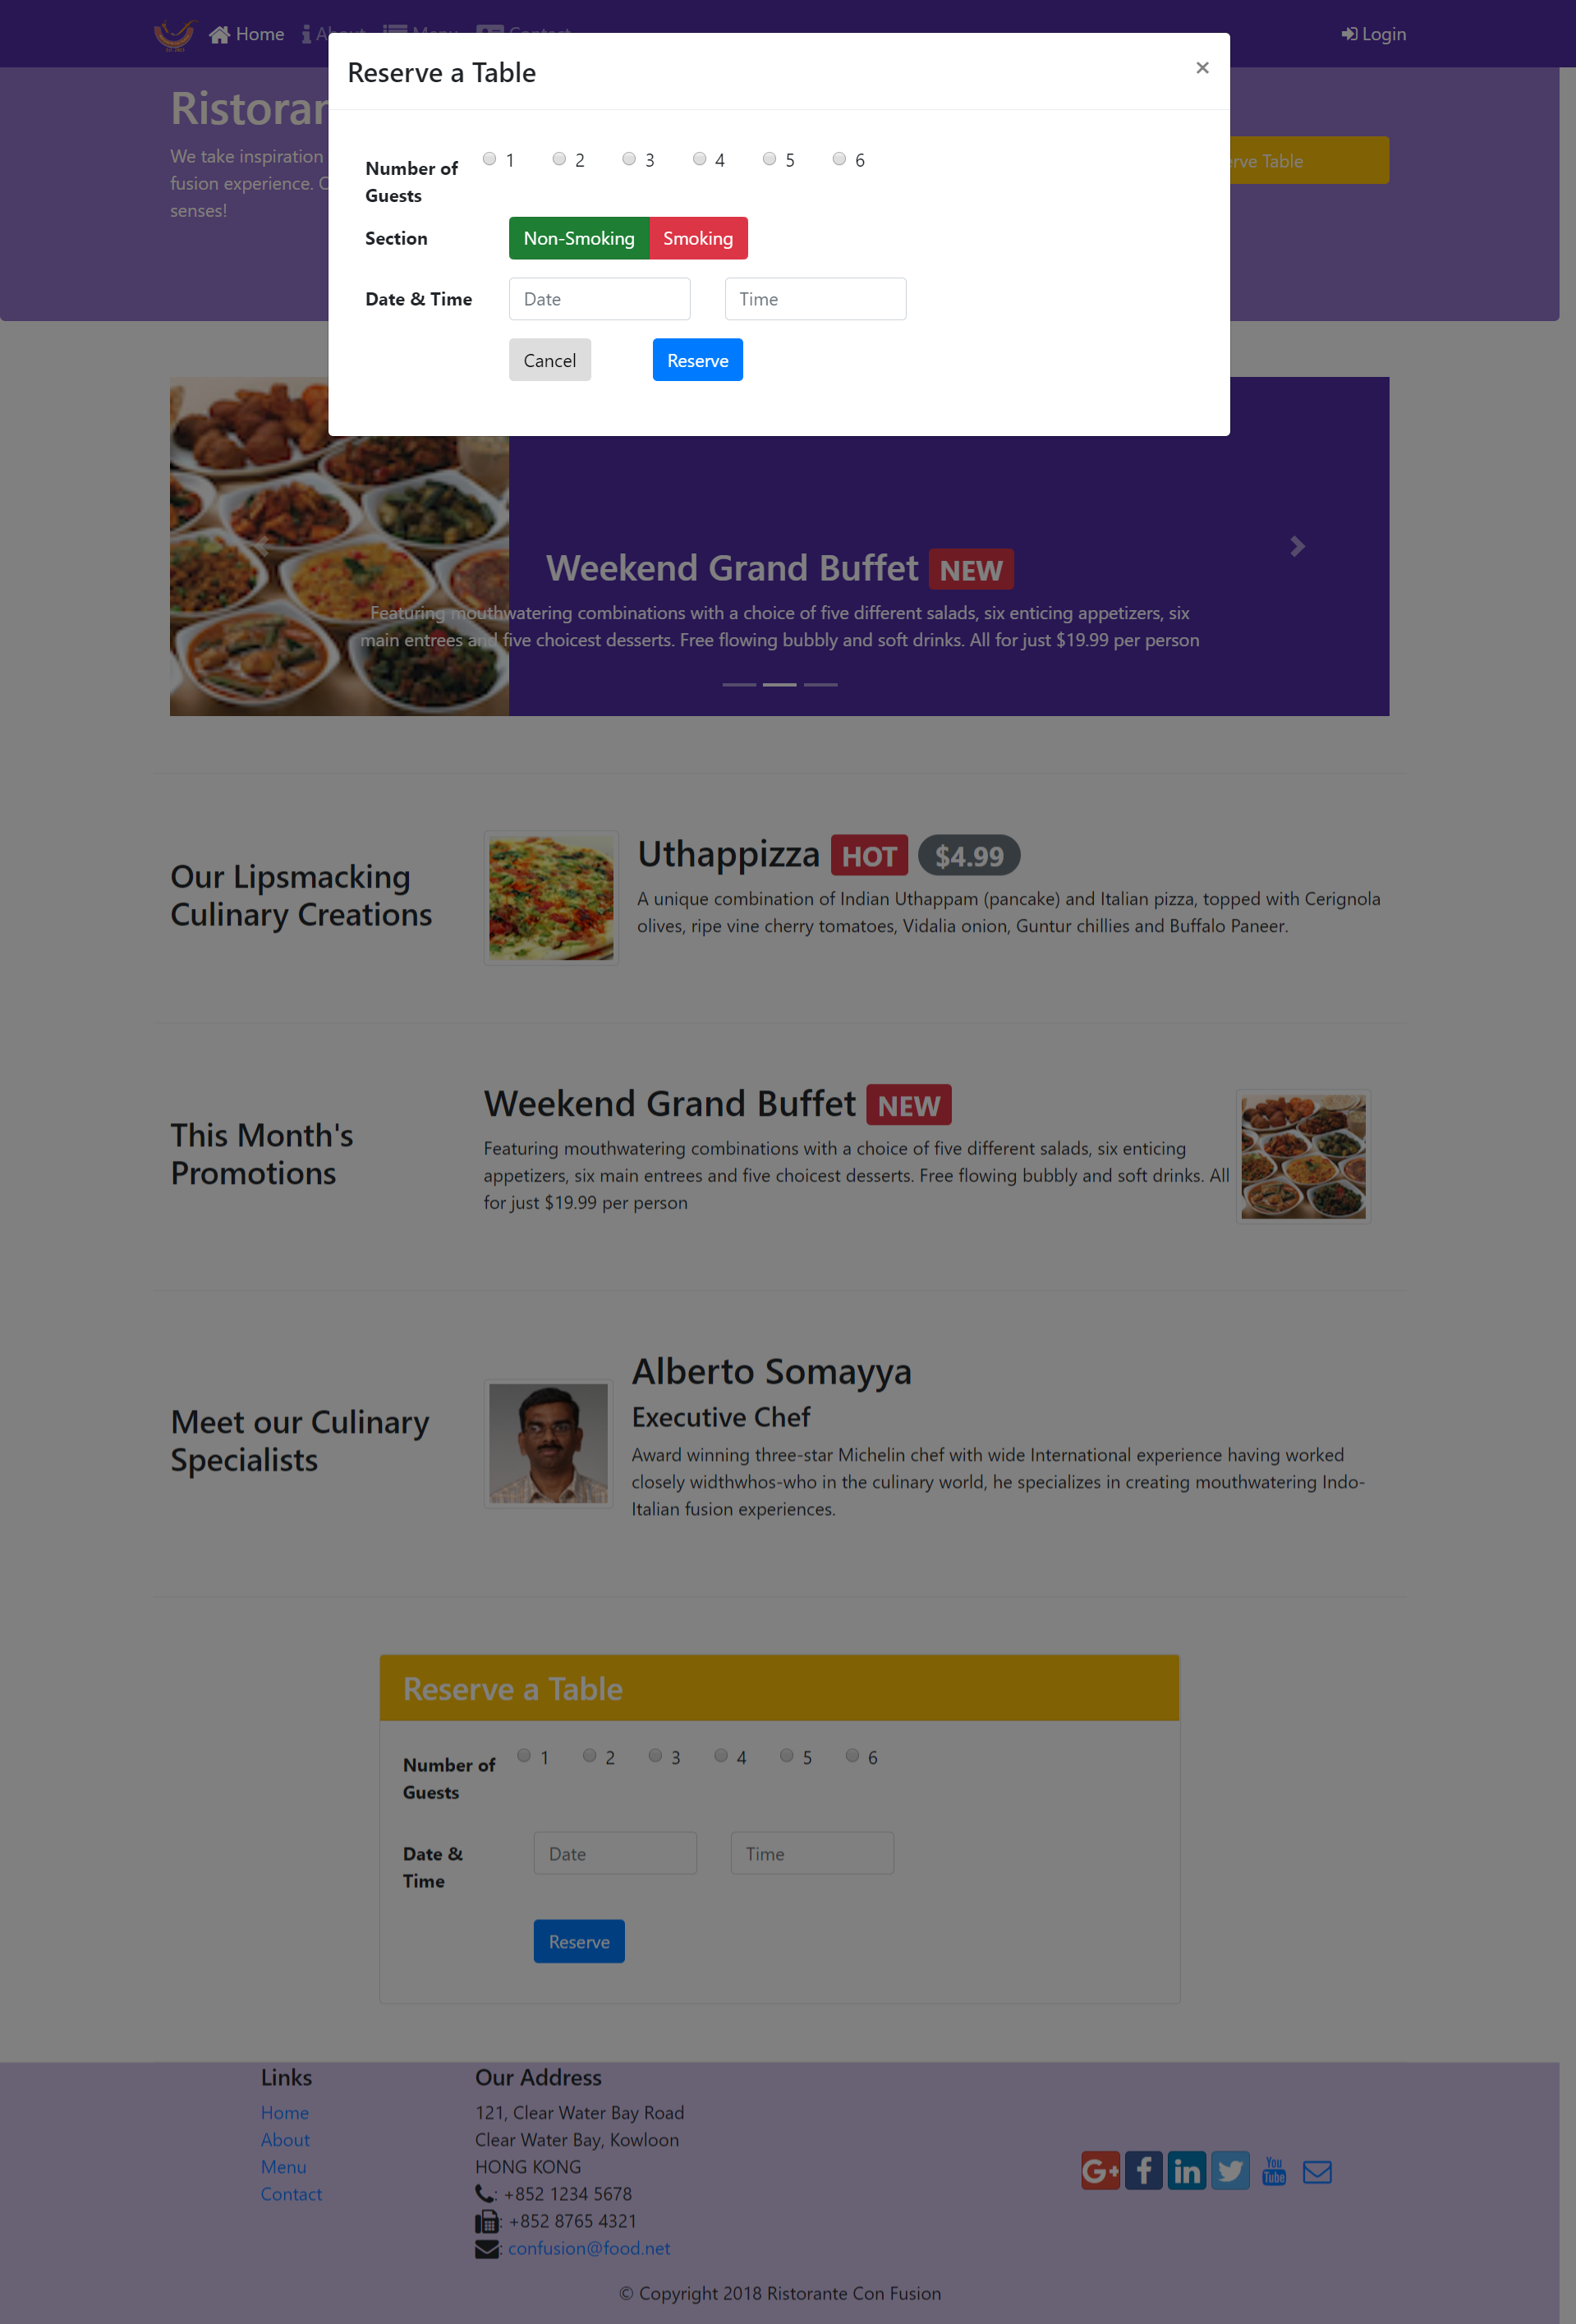 Home About Menu Contact Login
Reserve a Table ×
Ristorar
We take inspiration
fusion experience. C
senses!
rve Table
Number of
Guests
1 2 3 4 5 6
Section Non-Smoking Smoking
Date & Time Date Time
Cancel Reserve
Weekend Grand Buffet NEW
Featuring mouthwatering combinations with a choice of five different salads, six enticing appetizers, six
main entrees and five choicest desserts. Free flowing bubbly and soft drinks. All for just $19.99 per person
Our Lipsmacking
Culinary Creations
Uthappizza HOT $4.99
A unique combination of Indian Uthappam (pancake) and Italian pizza, topped with Cerignola
olives, ripe vine cherry tomatoes, Vidalia onion, Guntur chillies and Buffalo Paneer.
This Month's
Promotions
Weekend Grand Buffet NEW
Featuring mouthwatering combinations with a choice of five different salads, six enticing
appetizers, six main entrees and five choicest desserts. Free flowing bubbly and soft drinks. All
for just $19.99 per person
Meet our Culinary
Specialists
Alberto Somayya
Executive Chef
Award winning three-star Michelin chef with wide International experience having worked
closely widthwhos-who in the culinary world, he specializes in creating mouthwatering Indo-
Italian fusion experiences.
Reserve a Table
Number of
Guests
1 2 3 4 5 6
Date &
Time
Date Time
Reserve
Links
Home
About
Menu
Contact
Our Address
121, Clear Water Bay Road
Clear Water Bay, Kowloon
HONG KONG
: +852 1234 5678
: +852 8765 4321
: confusion@food.net
G+ f in You Tube
© Copyright 2018 Ristorante Con Fusion